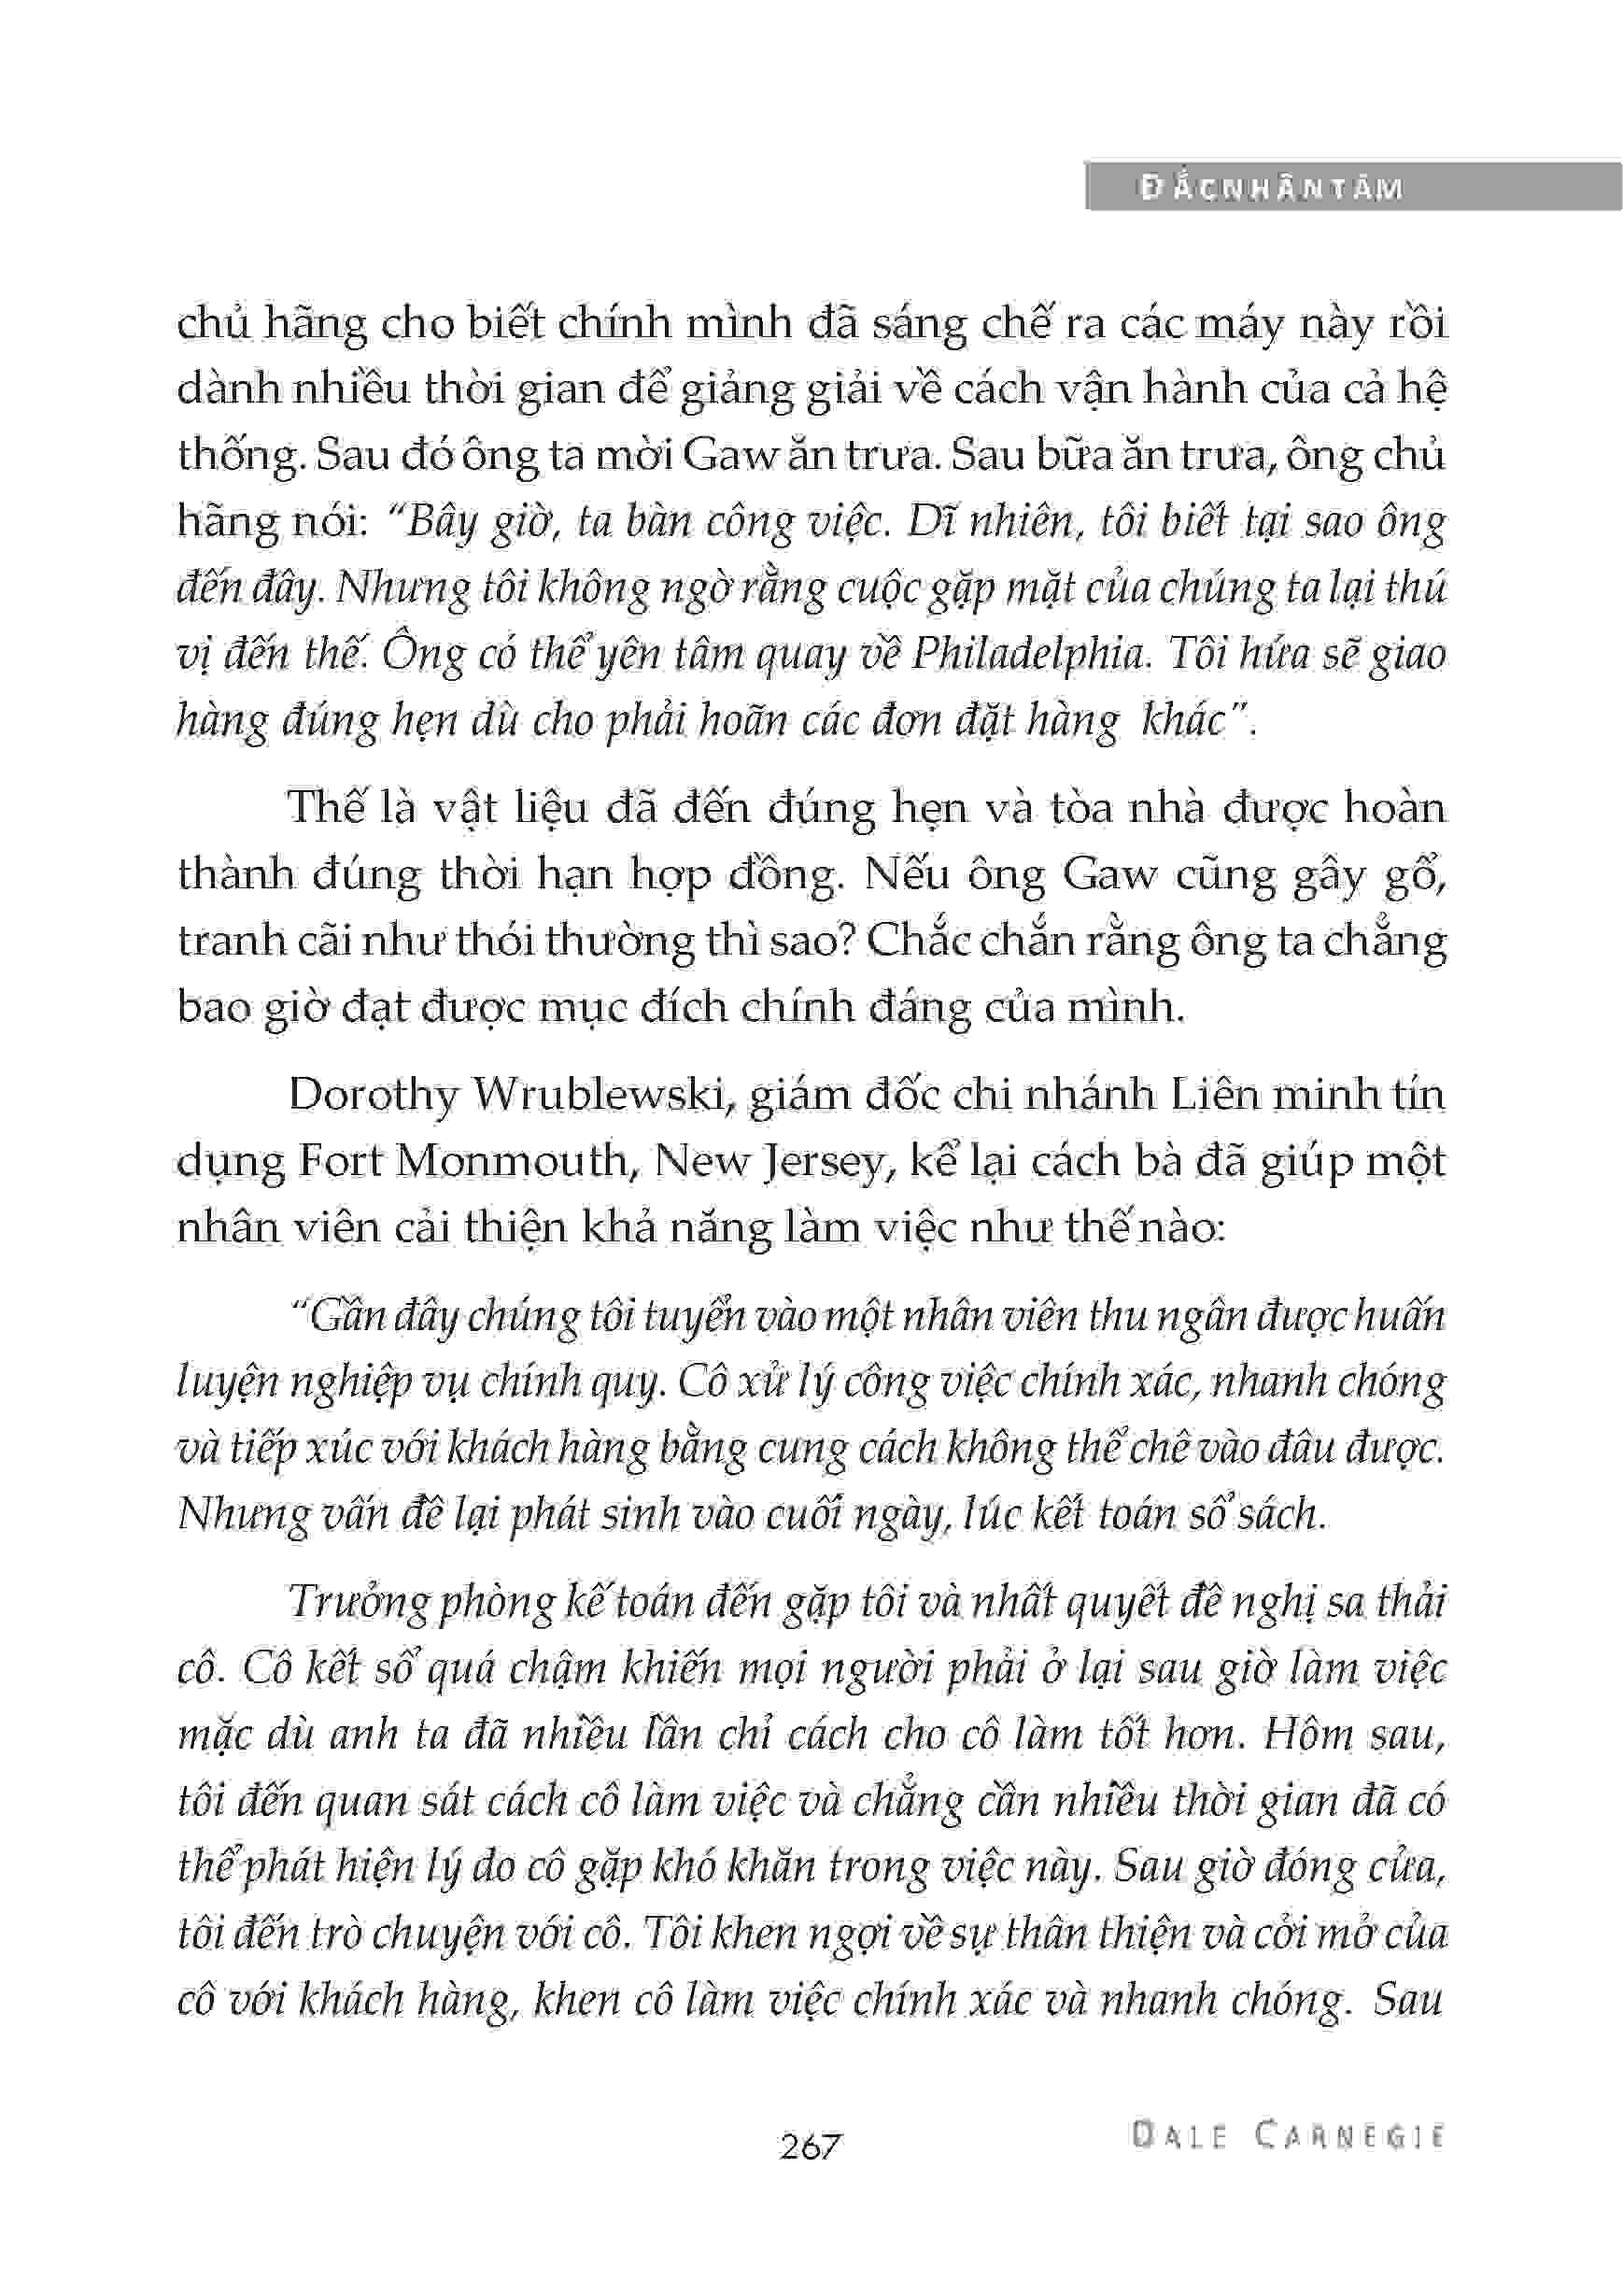 ĐẮCNHÂNTÂM
chủ hãng cho biết chính mình đã sáng chế ra các máy này rồi
dành nhiều thời gian để giảng giải về cách vận hành của cả hệ
thống. Sau đó ông ta mời Gaw ăn trưa. Sau bữa ăn trưa, ông chủ
hãng nói: “Bây giờ, ta bàn công việc. Dĩ nhiên, tôi biết tại sao ông
đến đây. Nhưng tôi không ngờ rằng cuộc gặp mặt của chúng ta lại thú
vị đến thế. Ông có thể yên tâm quay về Philadelphia. Tôi hứa sẽ giao
hàng đúng hẹn dù cho phải hoãn các đơn đặt hàng khác”.
Thế là vật liệu đã đến đúng hẹn và tòa nhà được hoàn
thành đúng thời hạn hợp đồng. Nếu ông Gaw cũng gây gổ,
tranh cãi như thói thường thì sao? Chắc chắn rằng ông ta chẳng
bao giờ đạt được mục đích chính đáng của mình.
Dorothy Wrublewski, giám đốc chi nhánh Liên minh tín
dụng Fort Monmouth, New Jersey, kể lại cách bà đã giúp một
nhân viên cải thiện khả năng làm việc như thế nào:
“Gần đây chúng tôi tuyển vào một nhân viên thu ngân được huấn
luyện nghiệp vụ chính quy. Cô xử lý công việc chính xác, nhanh chóng
và tiếp xúc với khách hàng bằng cung cách không thể chê vào đâu được.
Nhưng vấn đề lại phát sinh vào cuối ngày, lúc kết toán sổ sách.
Trưởng phòng kế toán đến gặp tôi và nhất quyết đề nghị sa thải
cô. Cô kết sổ quá chậm khiến mọi người phải ở lại sau giờ làm việc
mặc dù anh ta đã nhiều lần chỉ cách cho cô làm tốt hơn. Hôm sau,
tôi đến quan sát cách cô làm việc và chẳng cần nhiều thời gian đã có
thể phát hiện lý do cô gặp khó khăn trong việc này. Sau giờ đóng cửa,
tôi đến trò chuyện với cô. Tôi khen ngợi về sự thân thiện và cởi mở của
cô với khách hàng, khen cô làm việc chính xác và nhanh chóng. Sau
267
DALE CARNEGIE